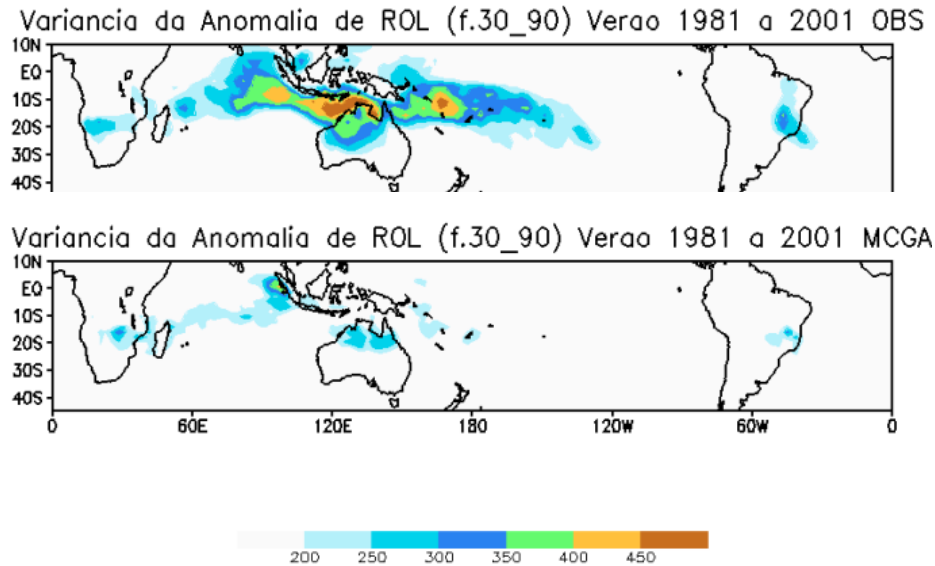 Variancia da Anomalia de ROL (f.30_90) Verao 1981 a 2001 OBS
10N
EQ
10S
20S
30S
40S
Variancia da Anomalia de ROL (f.30_90) Verao 1981 a 2001 MCGA
10N
EQ
10S
20S
30S
40S
0 60E 120E 180 120W 60W 0
200 250 300 350 400 450